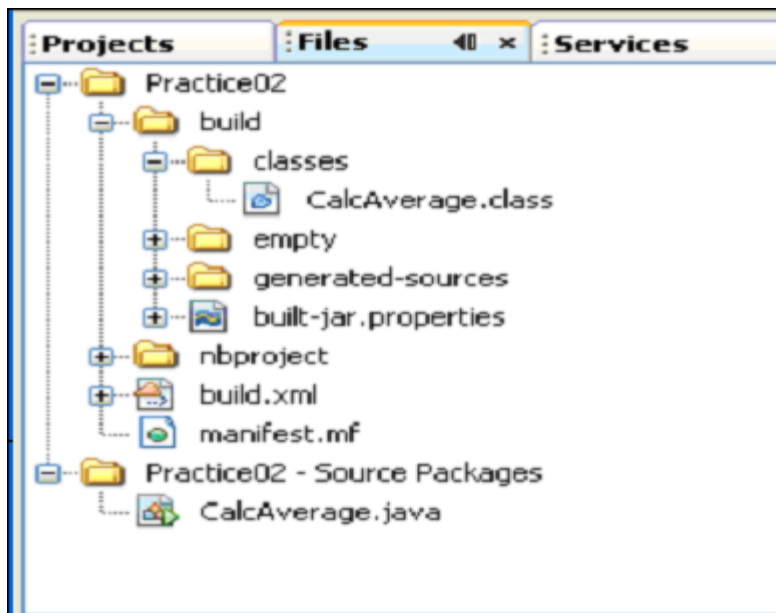 Projects Files Services
Practice02
build
classes
CalcAverage.class
empty
generated-sources
built-jar.properties
nbproject
build.xml
manifest.mf
Practice02 - Source Packages
CalcAverage.java